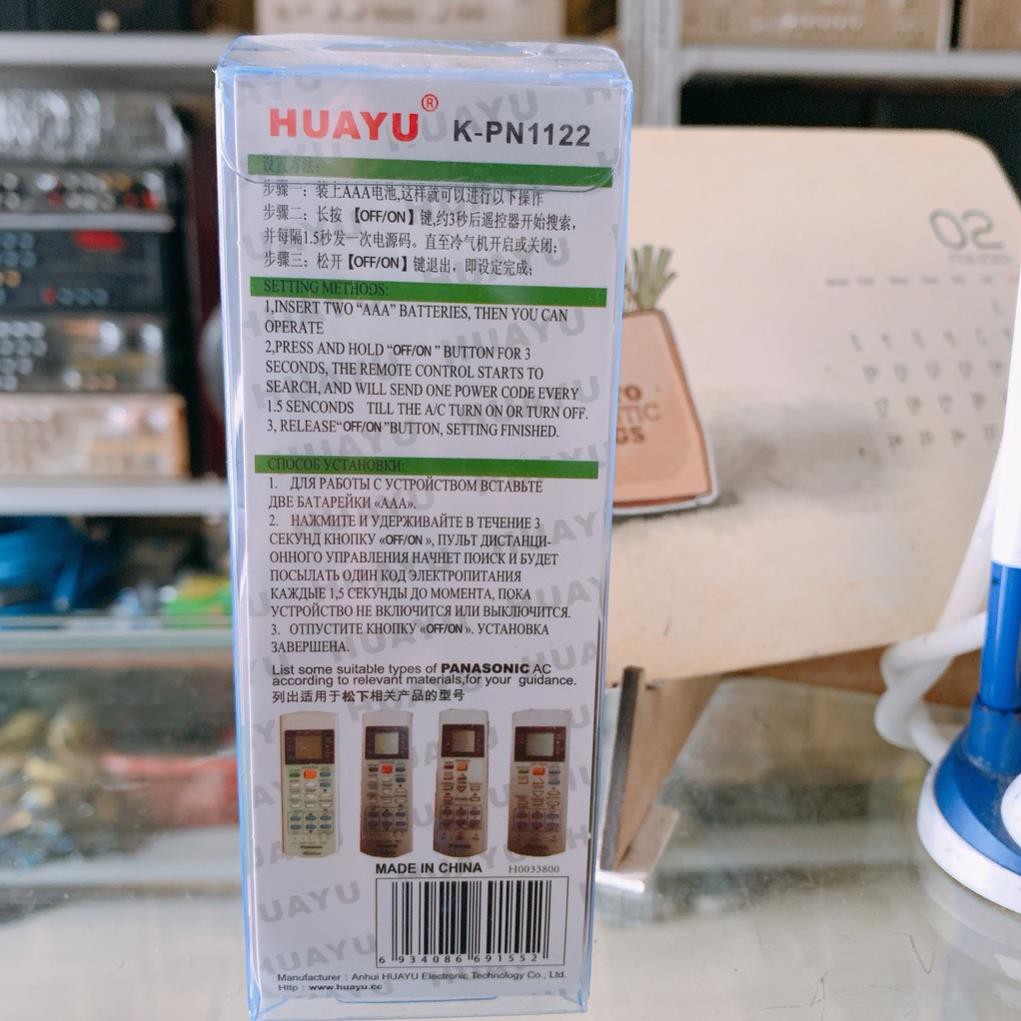 HUAYU® K-PN1122
设置方法:
步骤一: 装上AAA电池,这样就可以进行以下操作
步骤二: 长按【OFF/ON】键,约3秒后遥控器开始搜索,
并每隔1.5秒发一次电源码。直至冷气机开启或关闭;
步骤三: 松开【OFF/ON】键退出, 即设定完成;
SETTING METHODS:
1,INSERT TWO “AAA” BATTERIES, THEN YOU CAN
OPERATE
2,PRESS AND HOLD “OFF/ON ” BUTTON FOR 3
SECONDS, THE REMOTE CONTROL STARTS TO
SEARCH, AND WILL SEND ONE POWER CODE EVERY
1.5 SENCONDS TILL THE A/C TURN ON OR TURN OFF.
3, RELEASE“OFF/ON ”BUTTON, SETTING FINISHED.
СПОСОБ УСТАНОВКИ:
1. ДЛЯ РАБОТЫ С УСТРОЙСТВОМ ВСТАВЬТЕ
ДВЕ БАТАРЕЙКИ «AAA».
2. НАЖМИТЕ И УДЕРЖИВАЙТЕ В ТЕЧЕНИЕ 3
СЕКУНД КНОПКУ «OFF/ON », ПУЛЬТ ДИСТАНЦИ-
ОННОГО УПРАВЛЕНИЯ НАЧНЕТ ПОИСК И БУДЕТ
ПОСЫЛАТЬ ОДИН КОД ЭЛЕКТРОПИТАНИЯ
КАЖДЫЕ 1,5 СЕКУНДЫ ДО МОМЕНТА, ПОКА
УСТРОЙСТВО НЕ ВКЛЮЧИТСЯ ИЛИ ВЫКЛЮЧИТСЯ.
3. ОТПУСТИТЕ КНОПКУ «OFF/ON ». УСТАНОВКА
ЗАВЕРШЕНА.
List some suitable types of PANASONIC AC
according to relevant materials,for your guidance.
列出适用于松下相关产品的型号
MADE IN CHINA H0033800
6 934086 691552
Manufacturer : Anhui HUAYU Electronic Technology Co., Ltd.
Http : www.huayu.cc